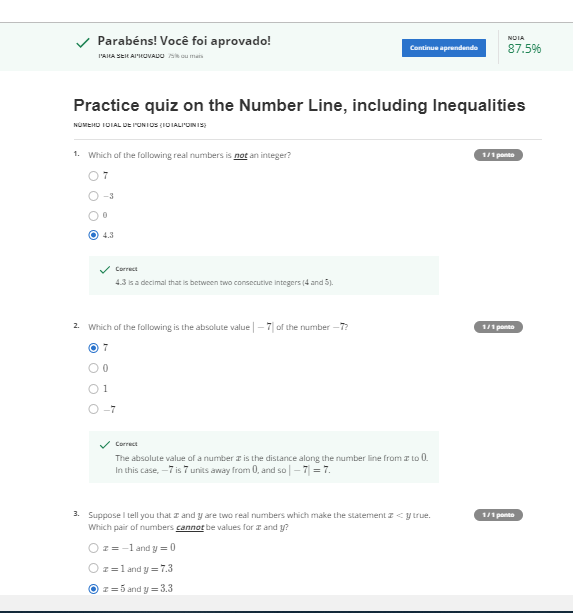 Parabéns! Você foi aprovado!
PARA SER APROVADO 75% ou mais
Continue aprendendo
NOTA
87.5%
Practice quiz on the Number Line, including Inequalities
NÚMERO TOTAL DE PONTOS (TOTALPOINTS)
1. Which of the following real numbers is not an integer?
1 / 1 ponto
7
−3
0
4.3
Correct
4.3 is a decimal that is between two consecutive integers (4 and 5).
2. Which of the following is the absolute value | − 7| of the number −7?
1 / 1 ponto
7
0
1
−7
Correct
The absolute value of a number x is the distance along the number line from x to 0.
In this case, −7 is 7 units away from 0, and so | − 7| = 7.
3. Suppose I tell you that x and y are two real numbers which make the statement x < y true.
Which pair of numbers cannot be values for x and y?
1 / 1 ponto
x = −1 and y = 0
x = 1 and y = 7.3
x = 5 and y = 3.3